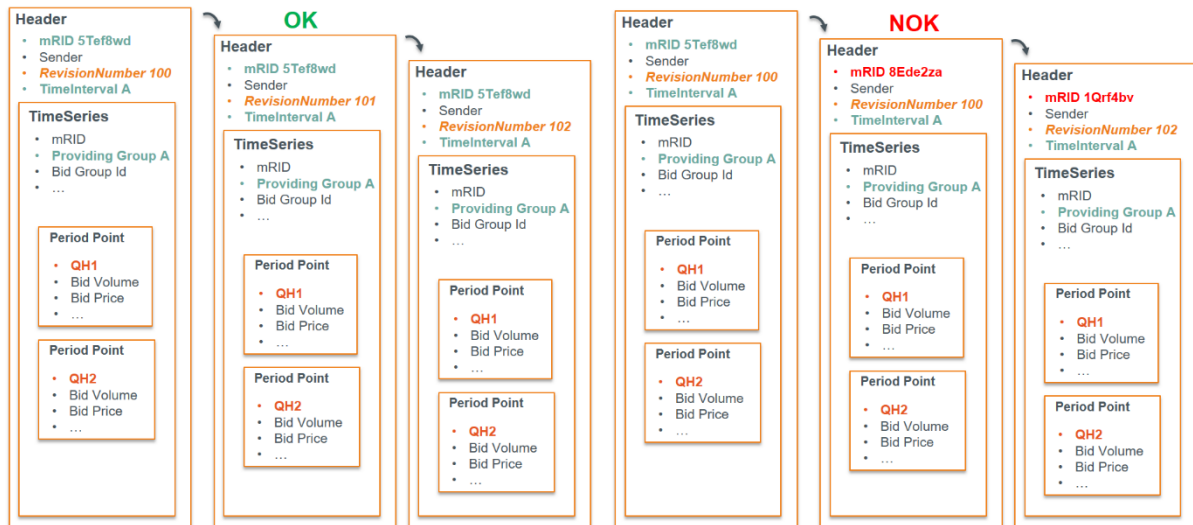 Header
• mRID 5Tef8wd
• Sender
• RevisionNumber 100
• TimeInterval A
TimeSeries
• mRID
• Providing Group A
• Bid Group Id
• …
Period Point
• QH1
• Bid Volume
• Bid Price
• …
Period Point
• QH2
• Bid Volume
• Bid Price
• …
OK
Header
• mRID 5Tef8wd
• Sender
• RevisionNumber 101
• TimeInterval A
TimeSeries
• mRID
• Providing Group A
• Bid Group Id
• …
Period Point
• QH1
• Bid Volume
• Bid Price
• …
Period Point
• QH2
• Bid Volume
• Bid Price
• …
Header
• mRID 5Tef8wd
• Sender
• RevisionNumber 102
• TimeInterval A
TimeSeries
• mRID
• Providing Group A
• Bid Group Id
• …
Period Point
• QH1
• Bid Volume
• Bid Price
• …
Period Point
• QH2
• Bid Volume
• Bid Price
• …
Header
• mRID 5Tef8wd
• Sender
• RevisionNumber 100
• TimeInterval A
TimeSeries
• mRID
• Providing Group A
• Bid Group Id
• …
Period Point
• QH1
• Bid Volume
• Bid Price
• …
Period Point
• QH2
• Bid Volume
• Bid Price
• …
NOK
Header
• mRID 8Ede2za
• Sender
• RevisionNumber 100
• TimeInterval A
TimeSeries
• mRID
• Providing Group A
• Bid Group Id
• …
Period Point
• QH1
• Bid Volume
• Bid Price
• …
Period Point
• QH2
• Bid Volume
• Bid Price
• …
Header
• mRID 1Qrf4bv
• Sender
• RevisionNumber 102
• TimeInterval A
TimeSeries
• mRID
• Providing Group A
• Bid Group Id
• …
Period Point
• QH1
• Bid Volume
• Bid Price
• …
Period Point
• QH2
• Bid Volume
• Bid Price
• …